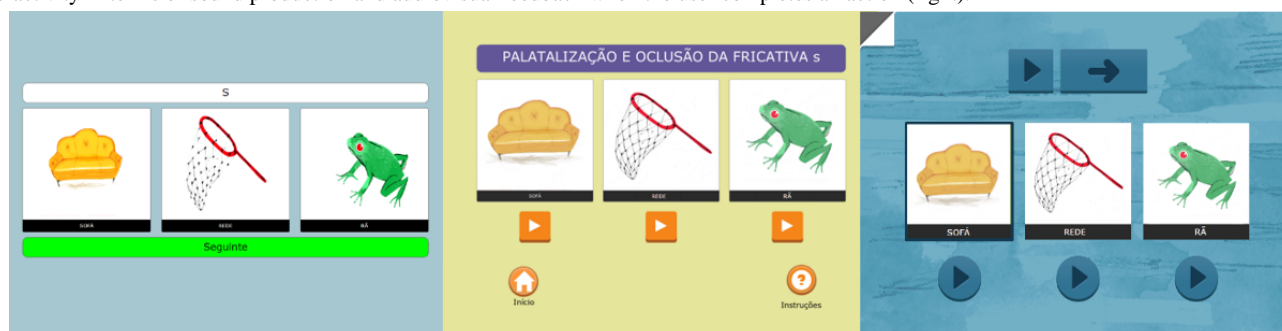 S
SOFÁ REDE RÃ
Seguinte
PALATALIZAÇÃO E OCLUSÃO DA FRICATIVA s
SOFÁ REDE RÃ
Início Instruções
SOFÁ REDE RÃ